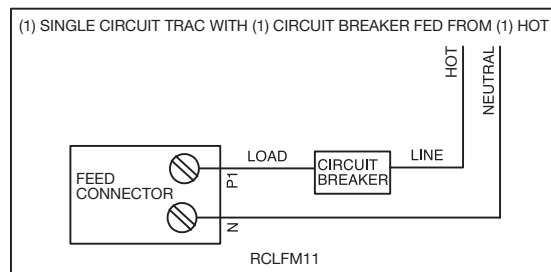 (1) SINGLE CIRCUIT TRAC WITH (1) CIRCUIT BREAKER FED FROM (1) HOT
HOT
NEUTRAL
LOAD
CIRCUIT
BREAKER
LINE
FEED
CONNECTOR
P1
N
RCLFM11